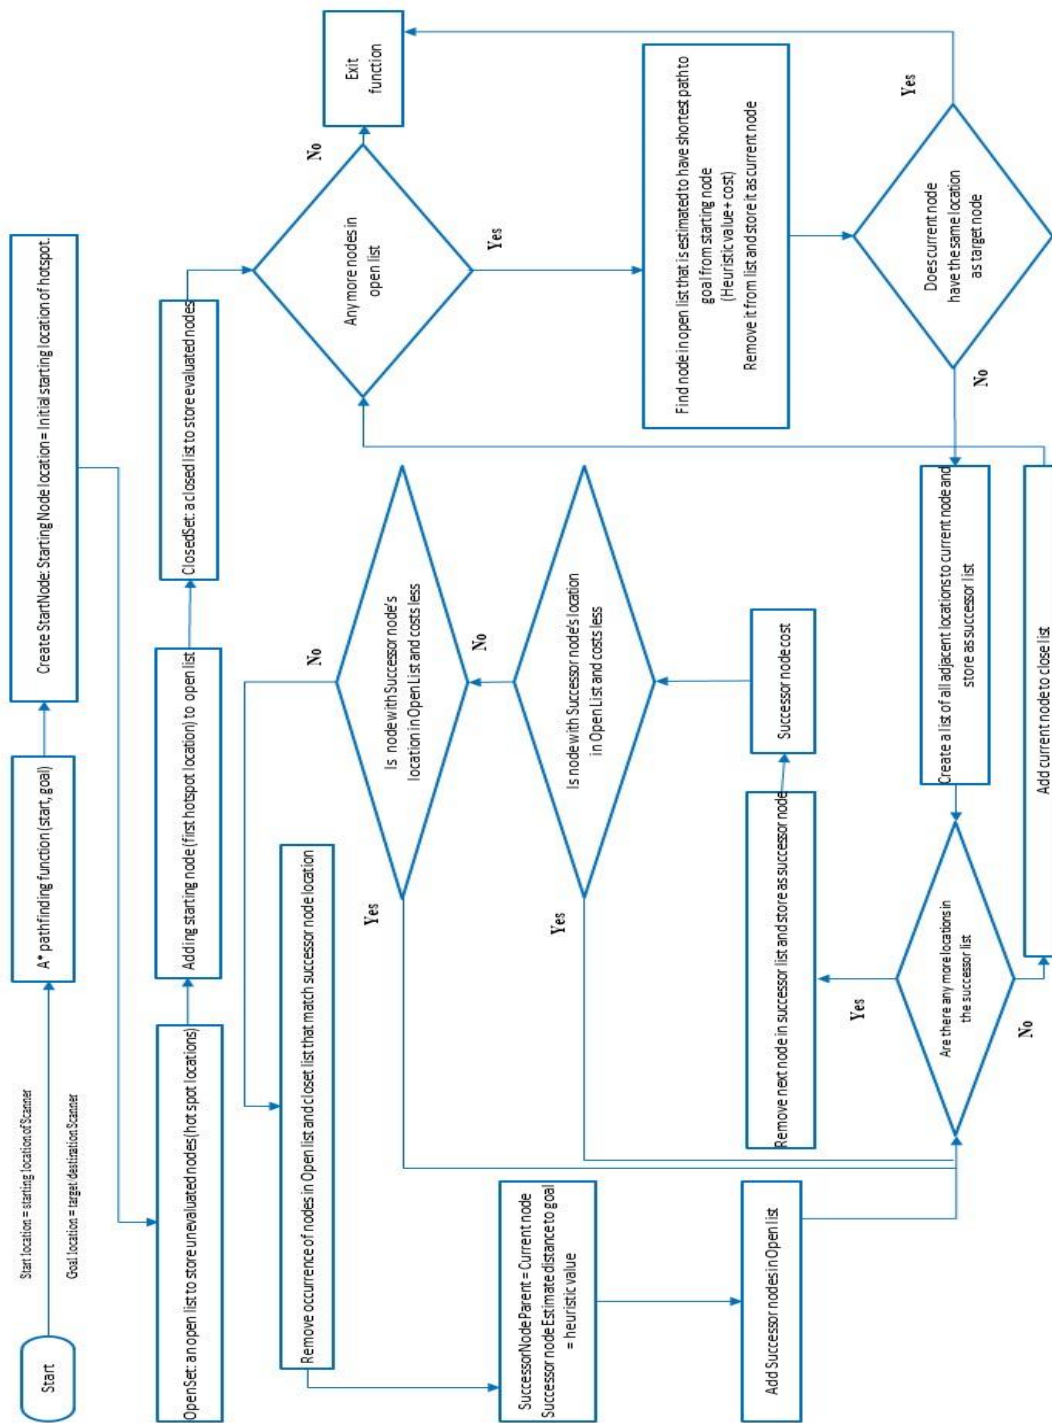 Start
Start location = starting location of Scanner
Goal location = target destination Scanner
A* pathfinding function (start, goal)
Create StartNode: Starting Node location = Initial starting location of hotspot.
OpenSet: an open list to store unevaluated nodes (hot spot locations)
Adding starting node (first hotspot location) to open list
ClosedSet: a closed list to store evaluated nodes
Any more nodes in
open list
No
Exit
function
Yes
Find node in open list that is estimated to have shortest path to
goal from starting node
(Heuristic value + cost)
Remove it from list and store it as current node
Does current node
have the same location
as target node
Yes
No
Create a list of all adjacent locations to current node and
store as successor list
Are there any more locations in
the successor list
No
Add current node to close list
Yes
Remove next node in successor list and store as successor node
Successor node cost
Is node with Successor node's location
in Open List and costs less
Yes
No
Is node with Successor node's
location in Open List and costs less
Yes
No
Remove occurrence of nodes in Open list and closet list that match successor node location
SuccessorNode Parent = Current node
Successor node Estimate distance to goal
= heuristic value
Add Successor nodes in Open list